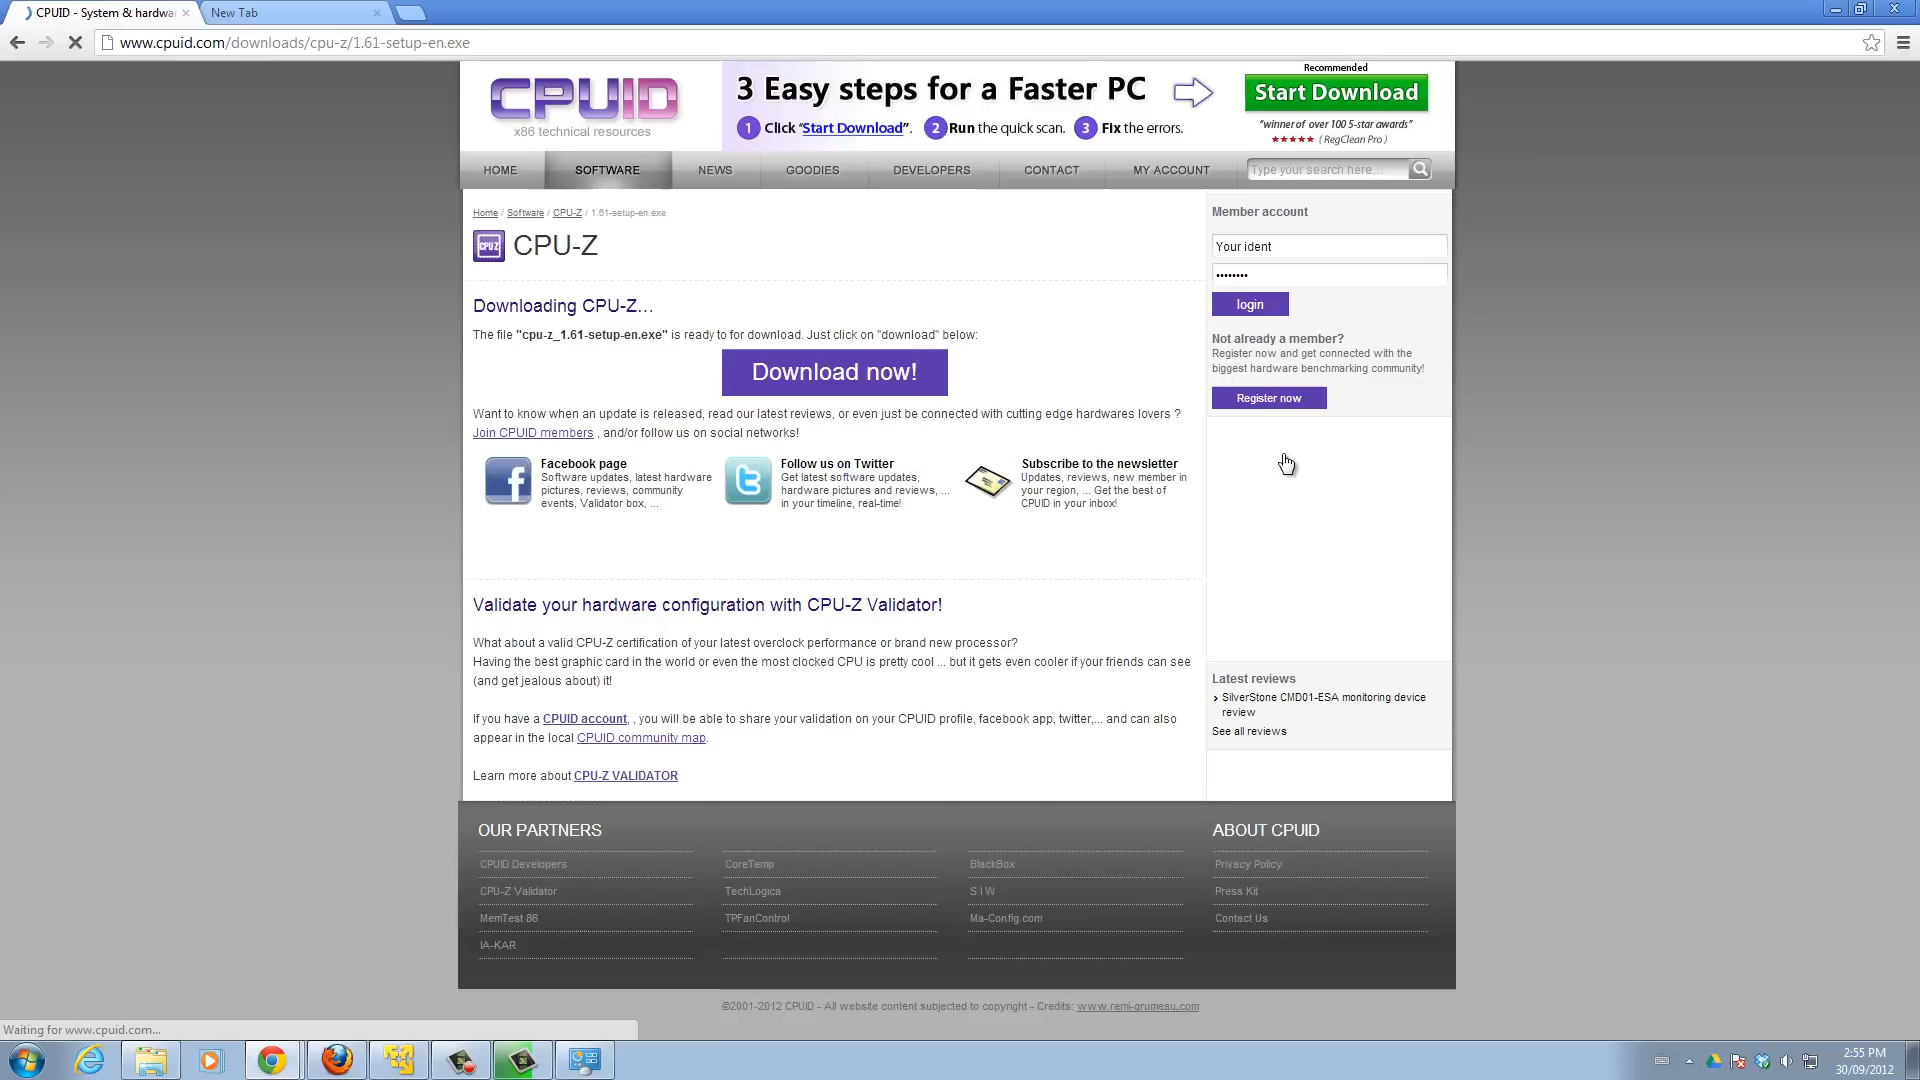 CPUID - System & hardwa
New Tab
www.cpuid.com/downloads/cpu-z/1.61-setup-en.exe
CPUID
x86 technical resources
3 Easy steps for a Faster PC
1 Click “Start Download”. 2 Run the quick scan. 3 Fix the errors.
Recommended
Start Download
“winner of over 100 5-star awards”
★★★★★ ( RegClean Pro )
HOME SOFTWARE NEWS GOODIES DEVELOPERS CONTACT MY ACCOUNT Type your search here...
Home / Software / CPU-Z / 1.61-setup-en.exe
CPU-Z CPU-Z
Downloading CPU-Z...
The file "cpu-z_1.61-setup-en.exe" is ready to for download. Just click on "download" below:
Download now!
Want to know when an update is released, read our latest reviews, or even just be connected with cutting edge hardwares lovers ?
Join CPUID members , and/or follow us on social networks!
Facebook page
Software updates, latest hardware
pictures, reviews, community
events, Validator box, ...
Follow us on Twitter
Get latest software updates,
hardware pictures and reviews, ...
in your timeline, real-time!
Subscribe to the newsletter
Updates, reviews, new member in
your region, ... Get the best of
CPUID in your inbox!
Validate your hardware configuration with CPU-Z Validator!
What about a valid CPU-Z certification of your latest overclock performance or brand new processor?
Having the best graphic card in the world or even the most clocked CPU is pretty cool ... but it gets even cooler if your friends can see
(and get jealous about) it!
If you have a CPUID account, , you will be able to share your validation on your CPUID profile, facebook app, twitter,... and can also
appear in the local CPUID community map.
Learn more about CPU-Z VALIDATOR
Member account
Your ident
••••••••
login
Not already a member?
Register now and get connected with the
biggest hardware benchmarking community!
Register now
Latest reviews
SilverStone CMD01-ESA monitoring device
review
See all reviews
OUR PARTNERS
CPUID Developers
CPU-Z Validator
MemTest 86
IA-KAR
CoreTemp
TechLogica
TPFanControl
BlackBox
S I W
Ma-Config.com
ABOUT CPUID
Privacy Policy
Press Kit
Contact Us
©2001-2012 CPUID - All website content subjected to copyright - Credits: www.remi-grumeau.com
Waiting for www.cpuid.com...
2:55 PM
30/09/2012